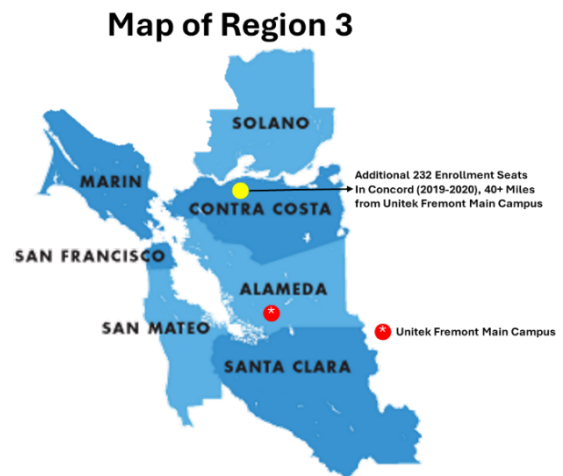 Map of Region 3
SOLANO
MARIN
Additional 232 Enrollment Seats
In Concord (2019-2020), 40+ Miles
from Unitek Fremont Main Campus
CONTRA COSTA
SAN FRANCISCO
ALAMEDA
*
SAN MATEO
* Unitek Fremont Main Campus
SANTA CLARA